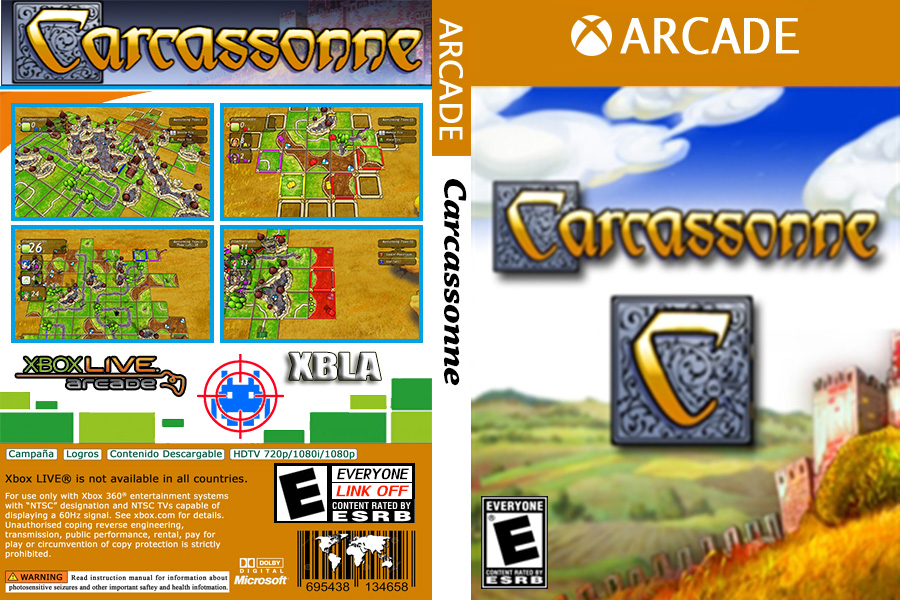 Carcassonne
26
24
XBOX LIVE
arcade
XBLA
Campaña
Logros
Contenido Descargable
HDTV 720p/1080i/1080p
Xbox LIVE® is not available in all countries.
For use only with Xbox 360® entertainment systems
with “NTSC” designation and NTSC TVs capable of
displaying a 60Hz signal. See xbox.com for details.
Unauthorised coping reverse engineering,
transmission, public performance, rental, pay for
play or circumvention of copy protection is strictly
prohibited.
E
EVERYONE
LINK OFF
CONTENT RATED BY
ESRB
WARNING Read instruction manual for information about
photosensitive seizures and other important saftey and health infotmation.
DOLBY
DIGITAL
Microsoft
695438 134658
ARCADE
Carcassonne
ARCADE
Carcassonne
C
EVERYONE
E
CONTENT RATED BY
ESRB